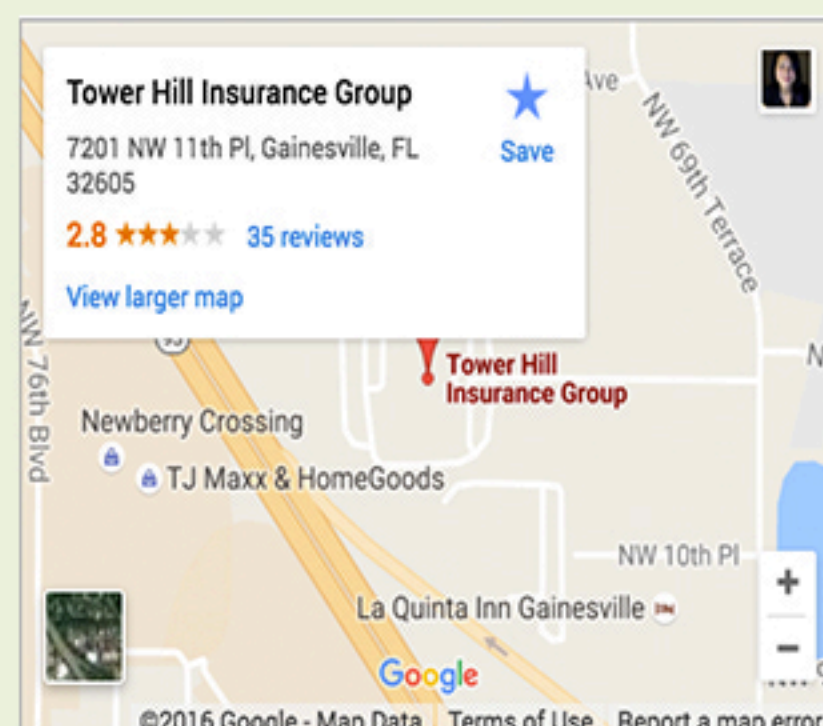 Tower Hill Insurance Group
7201 NW 11th Pl, Gainesville, FL
32605
Save
2.8
35 reviews
View larger map
Ave
NW 69th Terrace
NW 76th Blvd
Tower Hill
Insurance Group
Newberry Crossing
TJ Maxx & HomeGoods
N
NW 10th Pl
La Quinta Inn Gainesville
+
−
Google
©2016 Google - Map Data Terms of Use Report a map error